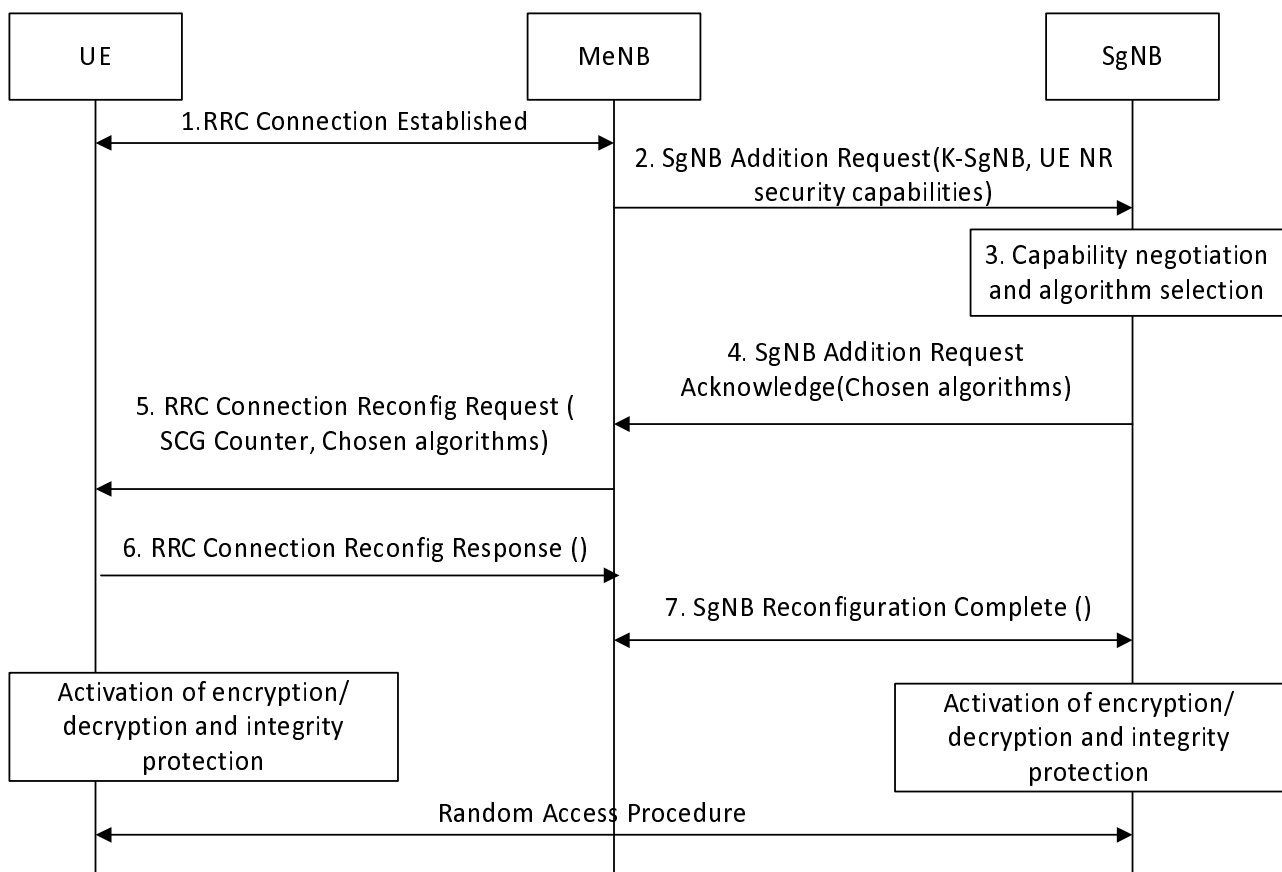 UE
MeNB
SgNB
1.RRC Connection Established
2. SgNB Addition Request(K-SgNB, UE NR
security capabilities)
3. Capability negotiation
and algorithm selection
4. SgNB Addition Request
Acknowledge(Chosen algorithms)
5. RRC Connection Reconfig Request (
SCG Counter, Chosen algorithms)
6. RRC Connection Reconfig Response ()
7. SgNB Reconfiguration Complete ()
Activation of encryption/
decryption and integrity
protection
Activation of encryption/
decryption and integrity
protection
Random Access Procedure